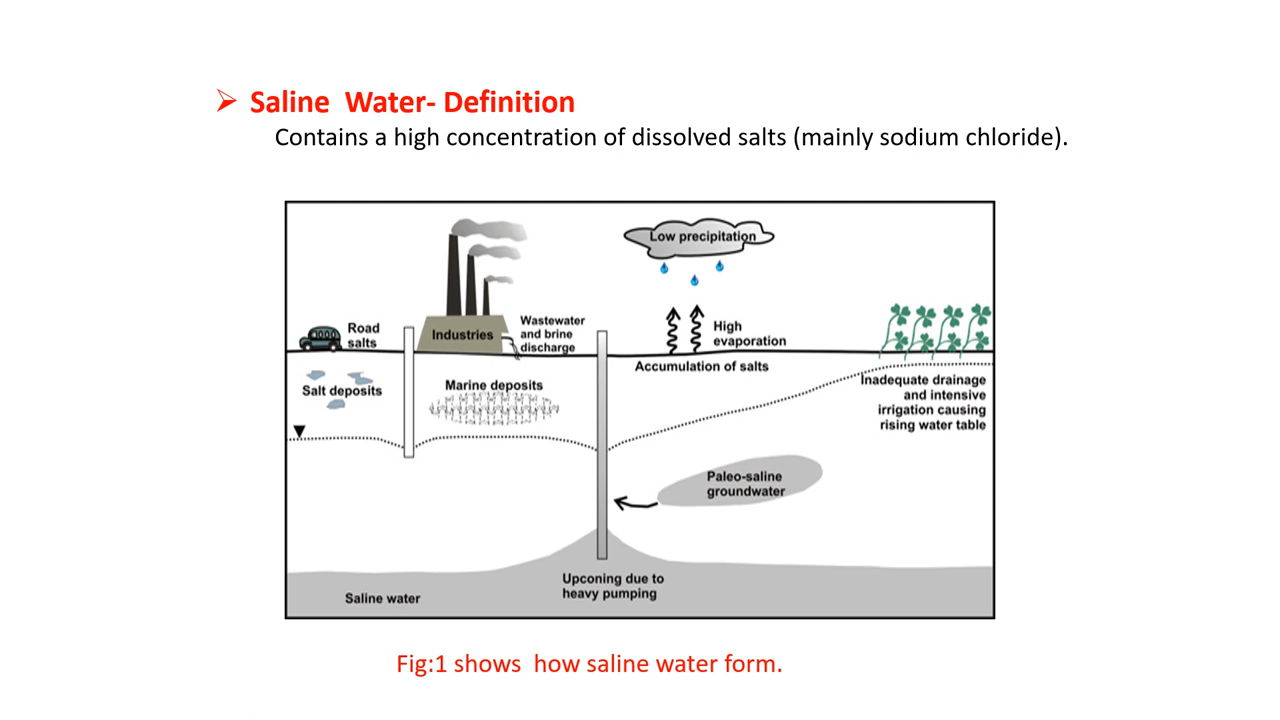 Saline Water- Definition
Contains a high concentration of dissolved salts (mainly sodium chloride).
Low precipitation
Road
salts
Industries
Wastewater
and brine
discharge
High
evaporation
Accumulation of salts
Salt deposits
Marine deposits
Inadequate drainage
and intensive
irrigation causing
rising water table
Paleo-saline
groundwater
Upconing due to
heavy pumping
Saline water
Fig:1 shows how saline water form.